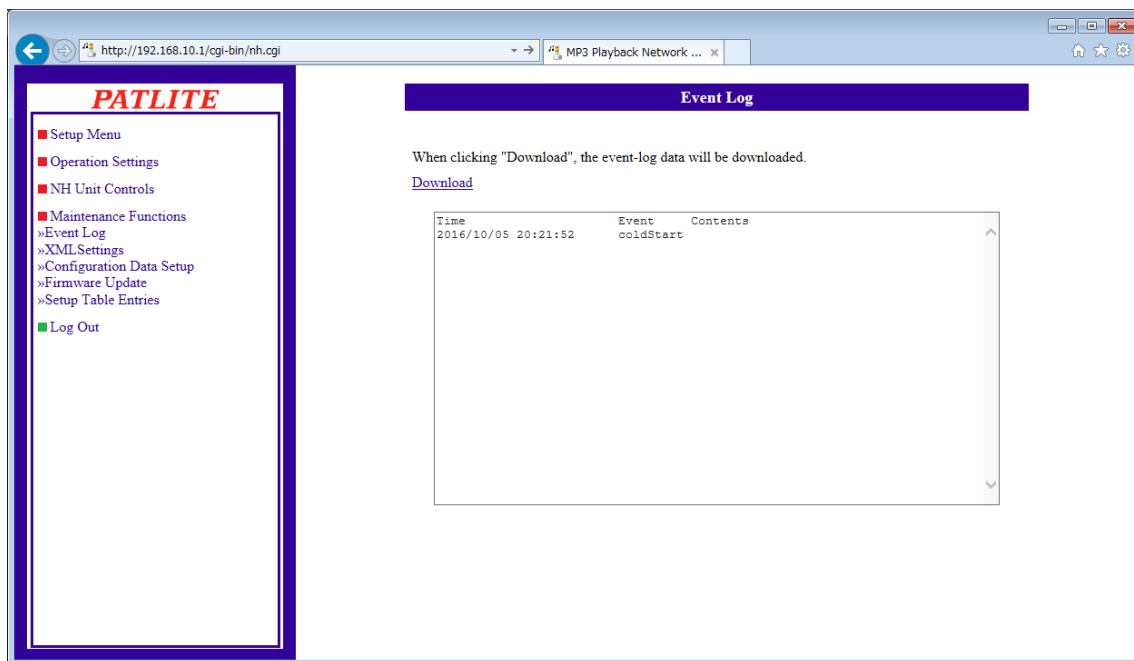 http://192.168.10.1/cgi-bin/nh.cgi
MP3 Playback Network ...
PATLITE
Setup Menu
Operation Settings
NH Unit Controls
Maintenance Functions
»Event Log
»XMLSettings
»Configuration Data Setup
»Firmware Update
»Setup Table Entries
Log Out
Event Log
When clicking "Download", the event-log data will be downloaded.
Download
Time Event Contents
2016/10/05 20:21:52 coldStart